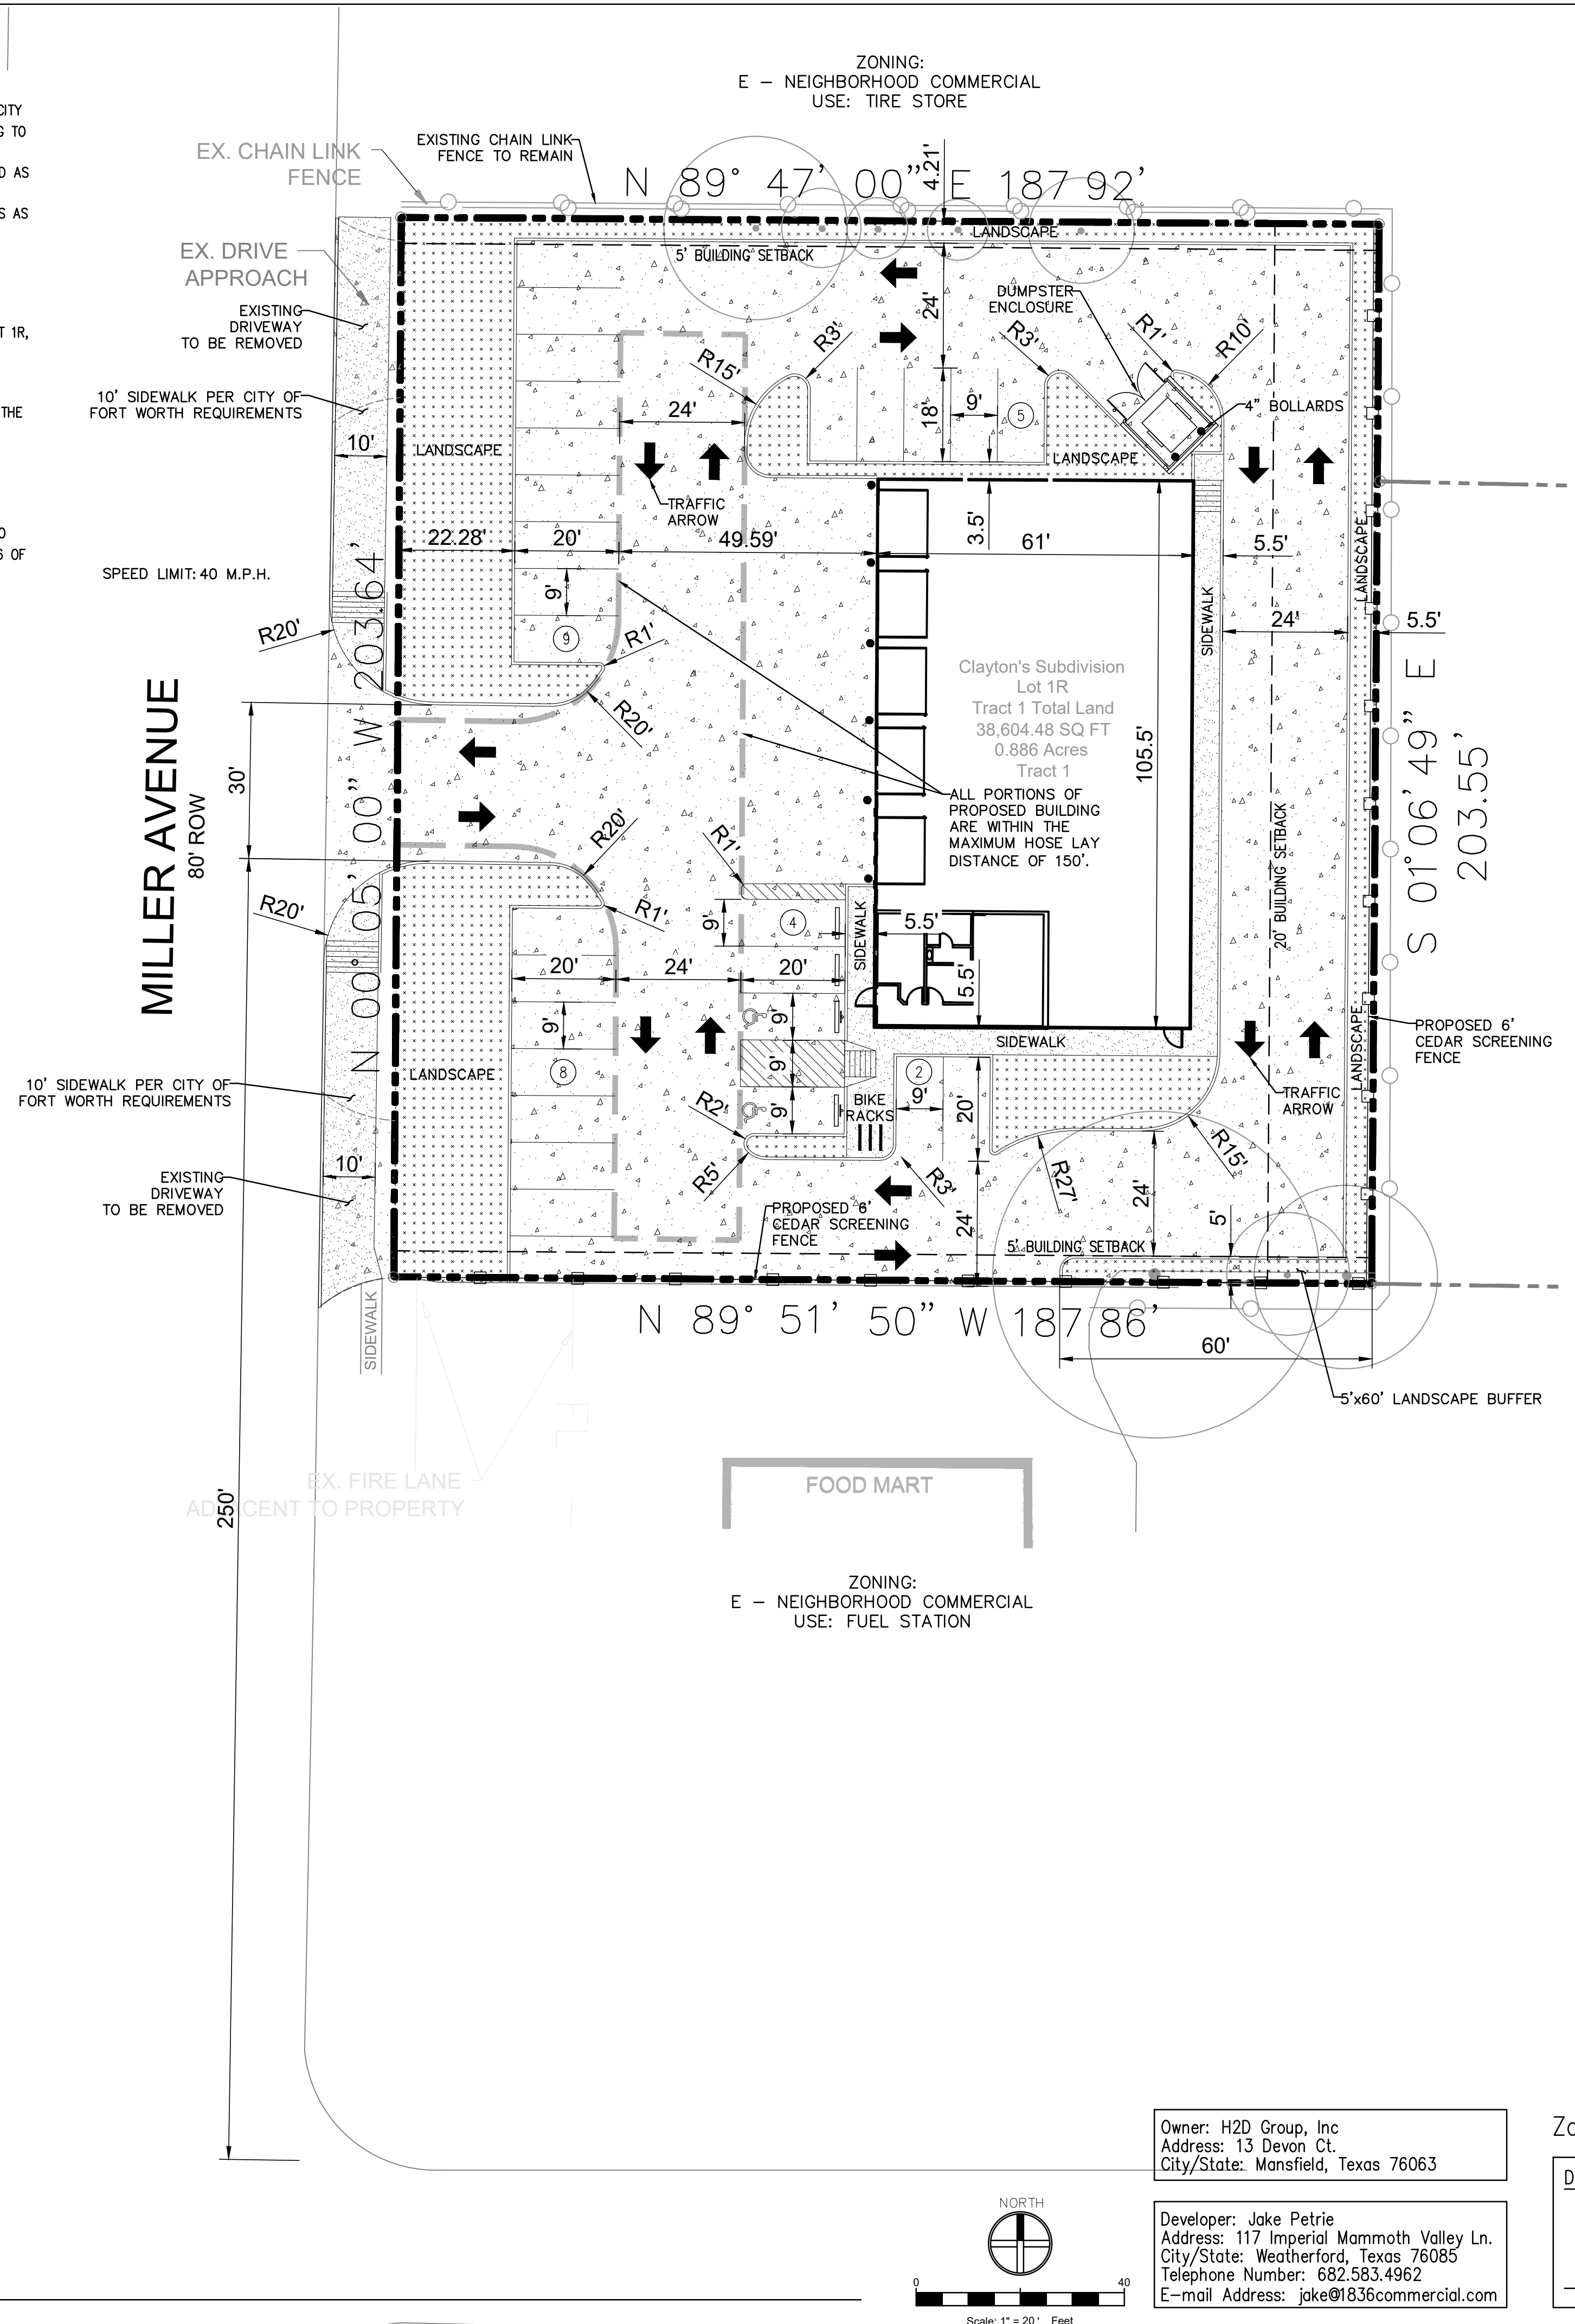 ZONING:
E – NEIGHBORHOOD COMMERCIAL
USE: TIRE STORE
CITY
G TO
D AS
S AS
T 1R,
THE
O
S OF
EX. CHAIN LINK
FENCE
EXISTING CHAIN LINK
FENCE TO REMAIN
N 89° 47' 00" E 187 92'
4.21'
LANDSCAPE
5' BUILDING SETBACK
EX. DRIVE
APPROACH
EXISTING
DRIVEWAY
TO BE REMOVED
DUMPSTER
ENCLOSURE
24'
R3'
R15'
R3'
R1'
R10'
10' SIDEWALK PER CITY OF
FORT WORTH REQUIREMENTS
24'
18'
9'
5
4" BOLLARDS
10'
LANDSCAPE
LANDSCAPE
TRAFFIC
ARROW
22.28'
20'
49.59'
3.5'
61'
5.5'
LANDSCAPE
SPEED LIMIT: 40 M.P.H.
9'
9
R1'
R20'
R20'
SIDEWALK
24'
5.5'
Clayton's Subdivision
Lot 1R
Tract 1 Total Land
38,604.48 SQ FT
0.886 Acres
Tract 1
105.5'
N 00° 05' 00" W 203.64'
MILLER AVENUE
80' ROW
30'
ALL PORTIONS OF
PROPOSED BUILDING
ARE WITHIN THE
MAXIMUM HOSE LAY
DISTANCE OF 150'.
S 01° 06' 49" E
203.55'
20' BUILDING SETBACK
R20'
R1'
R20'
R1'
9'
4
SIDEWALK
5.5'
5.5'
20'
24'
20'
9'
9'
9'
9'
8
LANDSCAPE
SIDEWALK
LANDSCAPE
PROPOSED 6'
CEDAR SCREENING
FENCE
10' SIDEWALK PER CITY OF
FORT WORTH REQUIREMENTS
2
9'
20'
BIKE
RACKS
TRAFFIC
ARROW
R2'
R5'
R3'
R27'
R15'
10'
EXISTING
DRIVEWAY
TO BE REMOVED
PROPOSED 6'
CEDAR SCREENING
FENCE
24'
24'
5'
5' BUILDING SETBACK
N 89° 51' 50" W 187 86'
SIDEWALK
60'
5'x60' LANDSCAPE BUFFER
EX. FIRE LANE
ADJACENT TO PROPERTY
FOOD MART
250'
ZONING:
E – NEIGHBORHOOD COMMERCIAL
USE: FUEL STATION
Owner: H2D Group, Inc
Address: 13 Devon Ct.
City/State: Mansfield, Texas 76063
Zo
D
NORTH
0
40
Scale: 1" = 20' Feet
Developer: Jake Petrie
Address: 117 Imperial Mammoth Valley Ln.
City/State: Weatherford, Texas 76085
Telephone Number: 682.583.4962
E-mail Address: jake@1836commercial.com